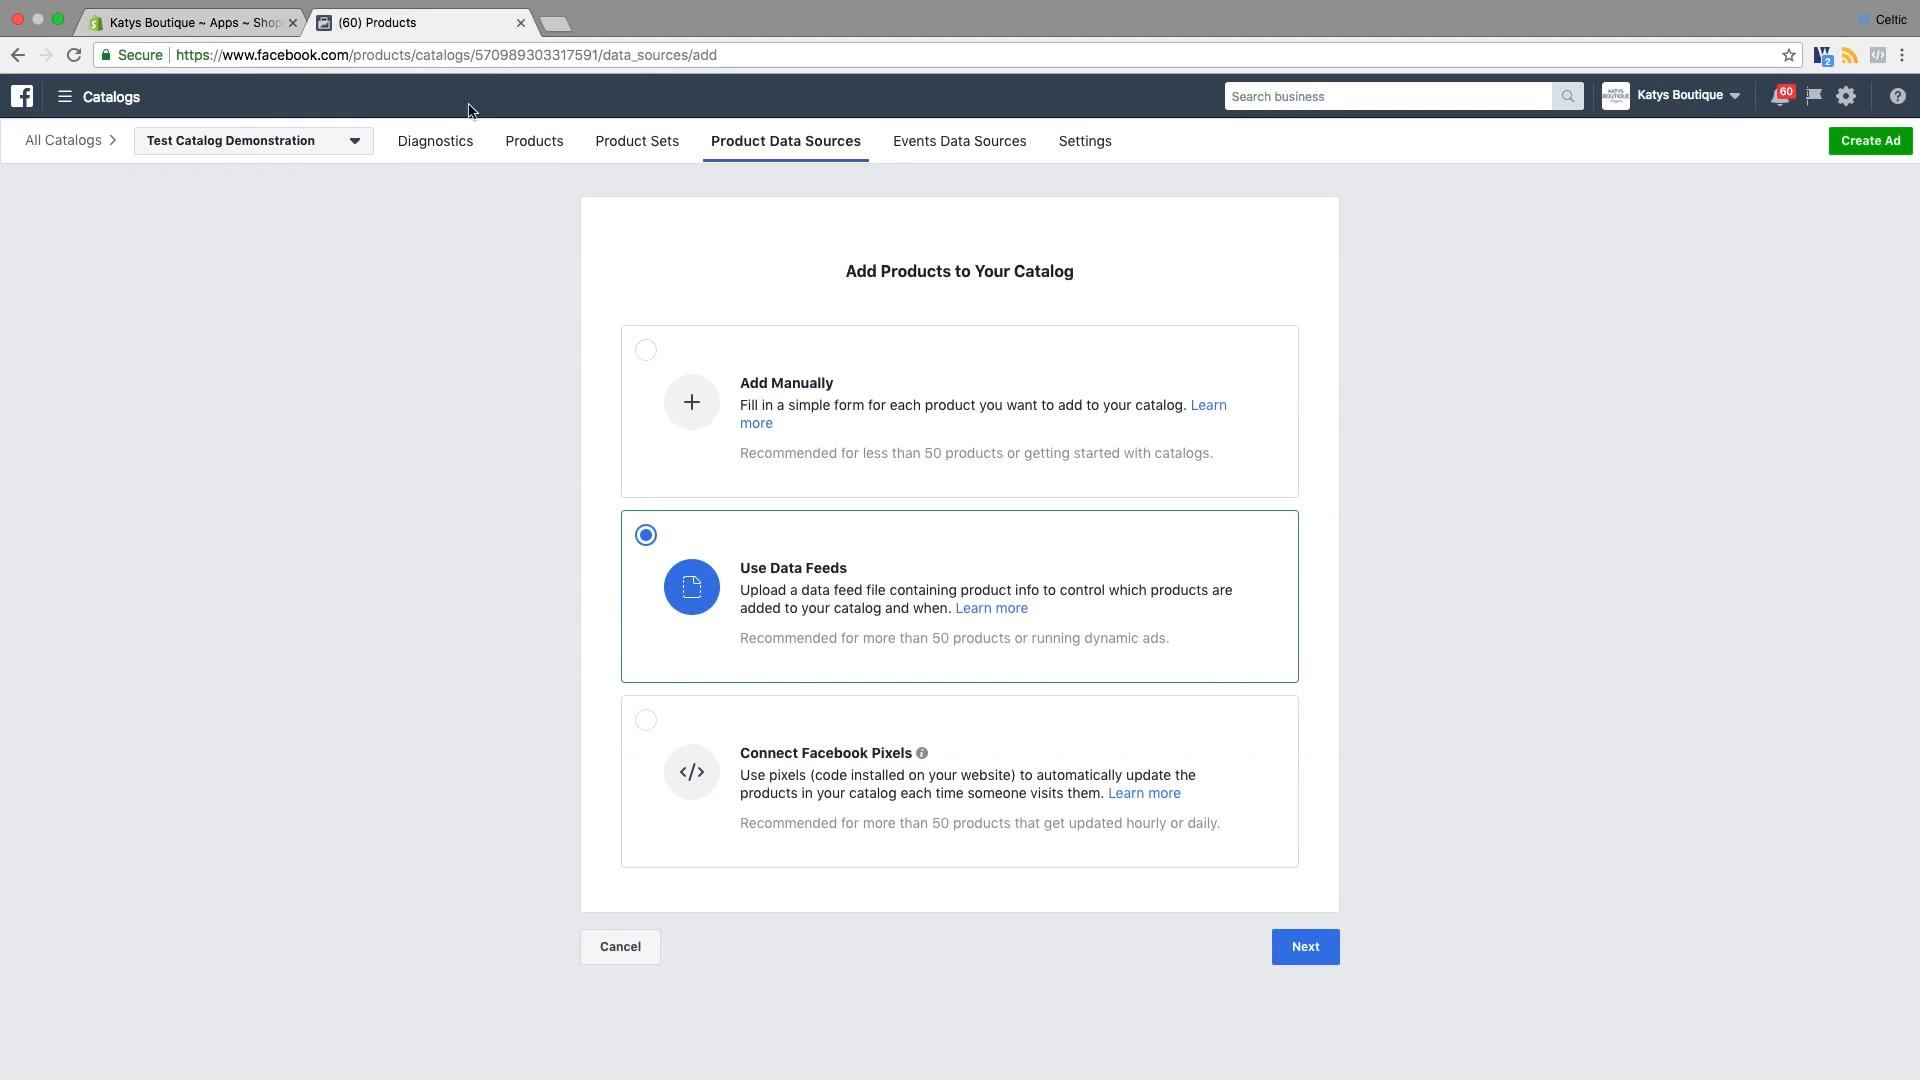 Katys Boutique ~ Apps ~ Shop
(60) Products
Celtic
Secure
https://www.facebook.com/products/catalogs/570989303317591/data_sources/add
2
Catalogs
Search business
Katys Boutique
60
All Catalogs
Test Catalog Demonstration
Diagnostics
Products
Product Sets
Product Data Sources
Events Data Sources
Settings
Create Ad
Add Products to Your Catalog
Add Manually
Fill in a simple form for each product you want to add to your catalog. Learn
more
Recommended for less than 50 products or getting started with catalogs.
Use Data Feeds
Upload a data feed file containing product info to control which products are
added to your catalog and when. Learn more
Recommended for more than 50 products or running dynamic ads.
Connect Facebook Pixels
Use pixels (code installed on your website) to automatically update the
products in your catalog each time someone visits them. Learn more
Recommended for more than 50 products that get updated hourly or daily.
Cancel
Next